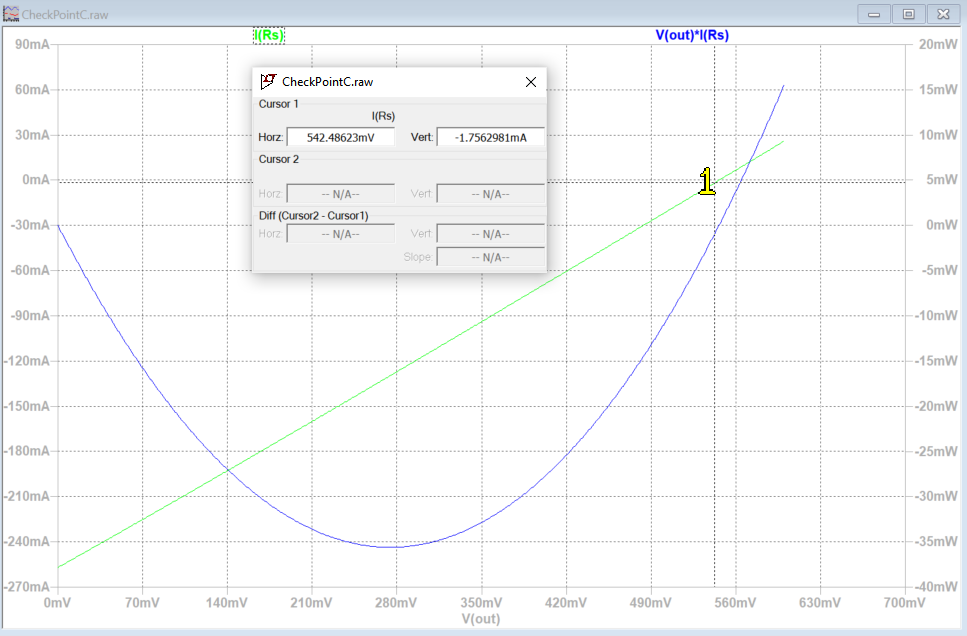 CheckPointC.raw
I(Rs)
V(out)*I(Rs)
90mA
60mA
30mA
0mA
-30mA
-60mA
-90mA
-120mA
-150mA
-180mA
-210mA
-240mA
-270mA
20mW
15mW
10mW
5mW
0mW
-5mW
-10mW
-15mW
-20mW
-25mW
-30mW
-35mW
-40mW
CheckPointC.raw
Cursor 1
I(Rs)
Horz: 542.48623mV Vert: -1.7562981mA
Cursor 2
Horz: -- N/A-- Vert: -- N/A--
Diff (Cursor2 - Cursor1)
Horz: -- N/A-- Vert: -- N/A--
Slope: -- N/A--
1
0mV 70mV 140mV 210mV 280mV 350mV 420mV 490mV 560mV 630mV 700mV
V(out)